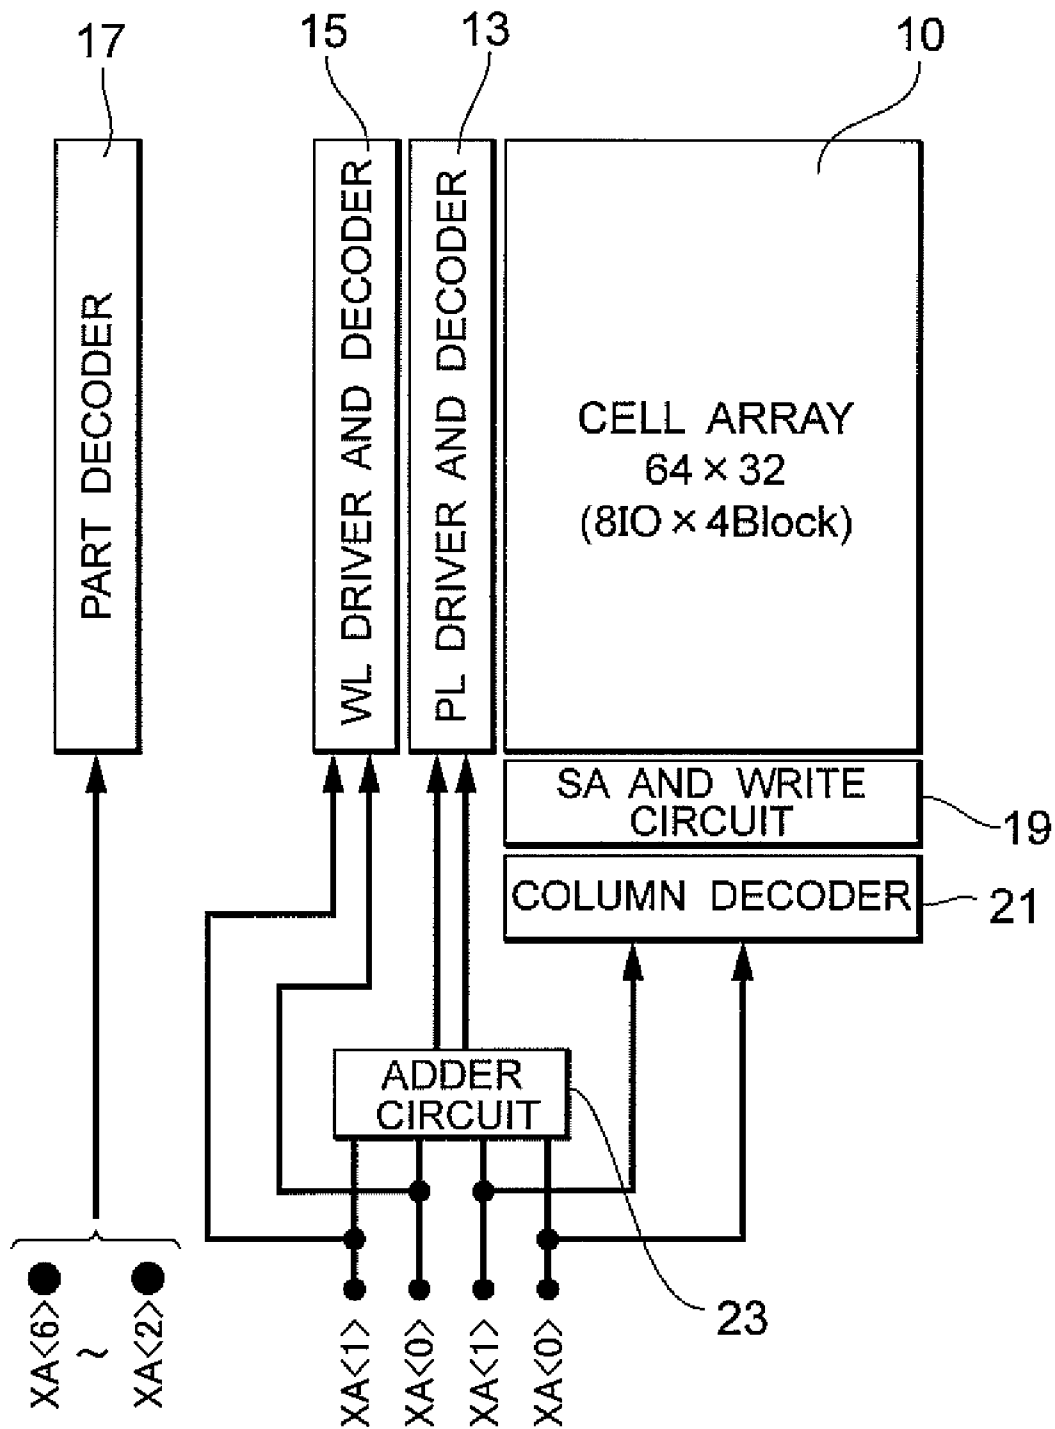 17
15
13
10
PART DECODER
WL DRIVER AND DECODER
PL DRIVER AND DECODER
CELL ARRAY
64 × 32
(8IO × 4Block)
SA AND WRITE
CIRCUIT
19
COLUMN DECODER
21
ADDER
CIRCUIT
23
XA<6>
~
XA<2>
XA<1>
XA<0>
XA<1>
XA<0>